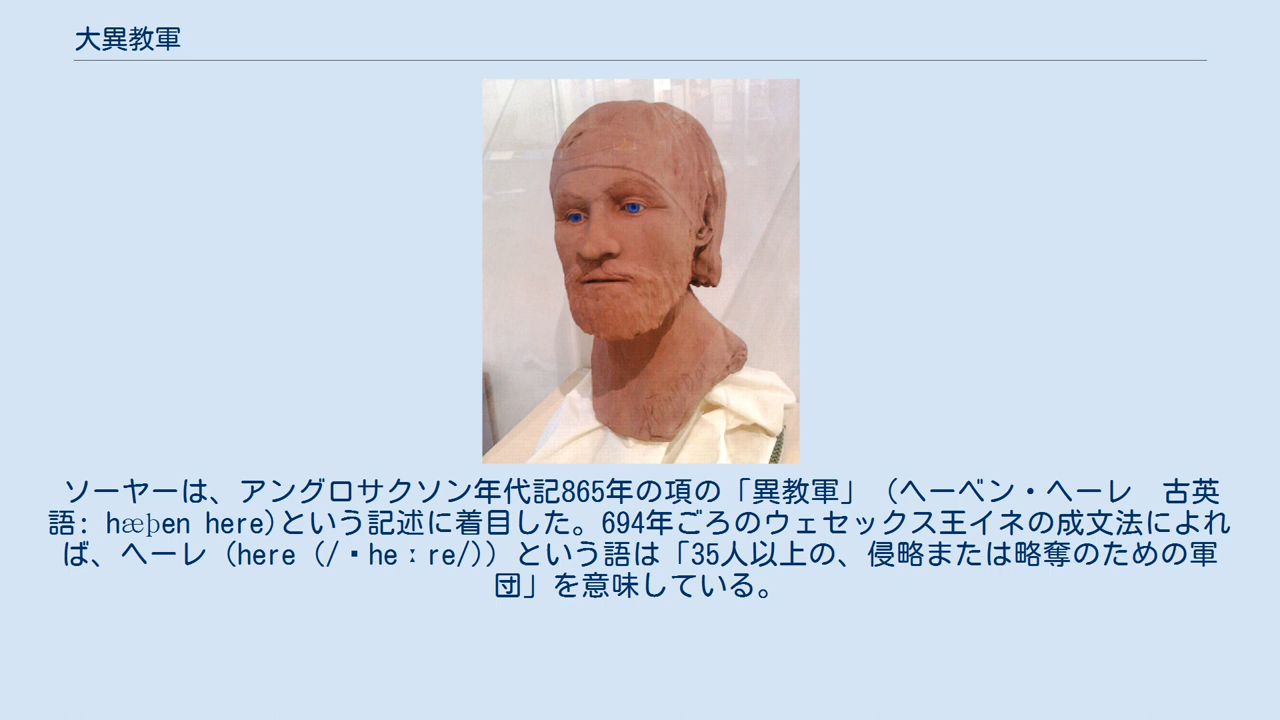 大異教軍
ソーヤーは、アングロサクソン年代記865年の項の「異教軍」（ヘーベン・ヘーレ　古英
語: hæþen here)という記述に着目した。694年ごろのウェセックス王イネの成文法によれ
ば、ヘーレ（here（/ˈheːre/））という語は「35人以上の、侵略または略奪のための軍
団」を意味している。